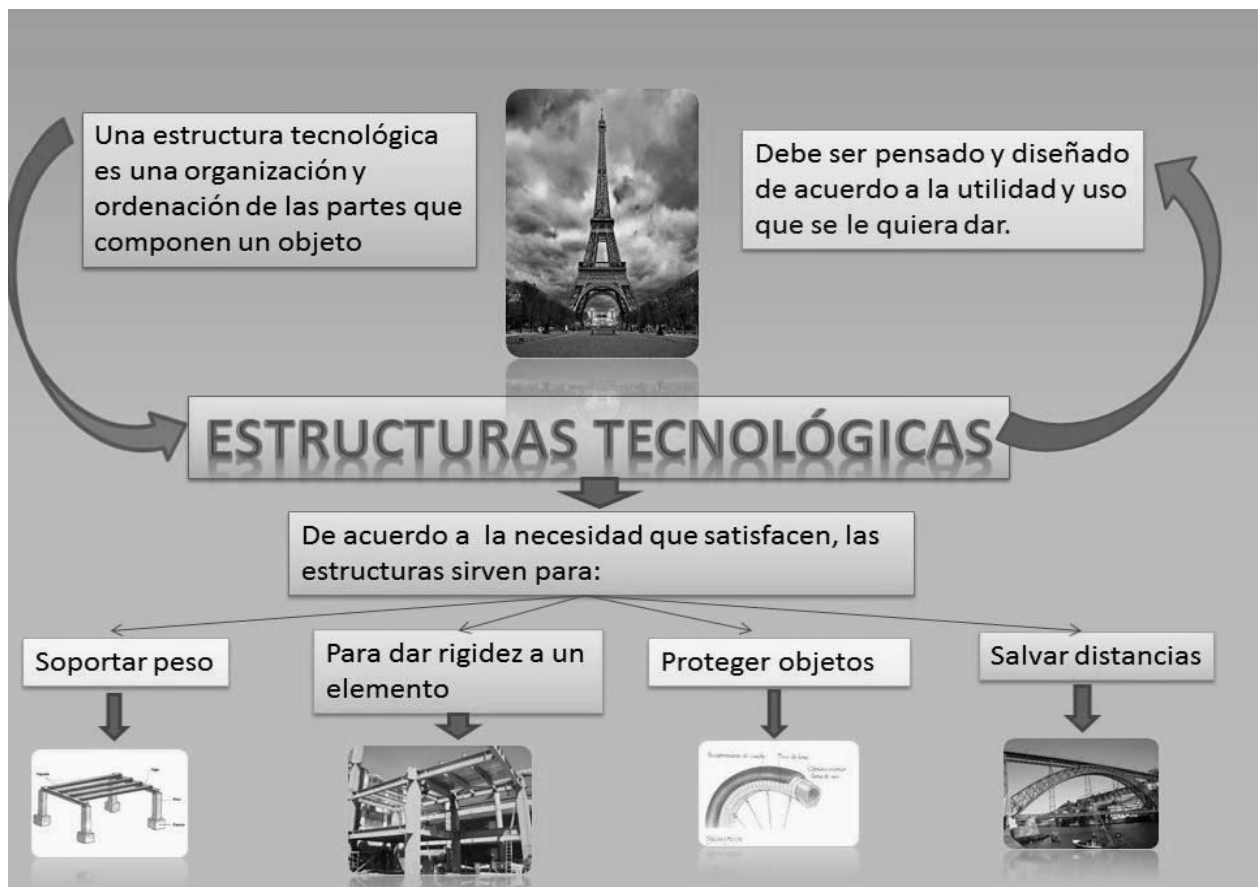 Una estructura tecnológica
es una organización y
ordenación de las partes que
componen un objeto
Debe ser pensado y diseñado
de acuerdo a la utilidad y uso
que se le quiera dar.
ESTRUCTURAS TECNOLÓGICAS
De acuerdo a la necesidad que satisfacen, las
estructuras sirven para:
Soportar peso
Para dar rigidez a un
elemento
Proteger objetos
Salvar distancias